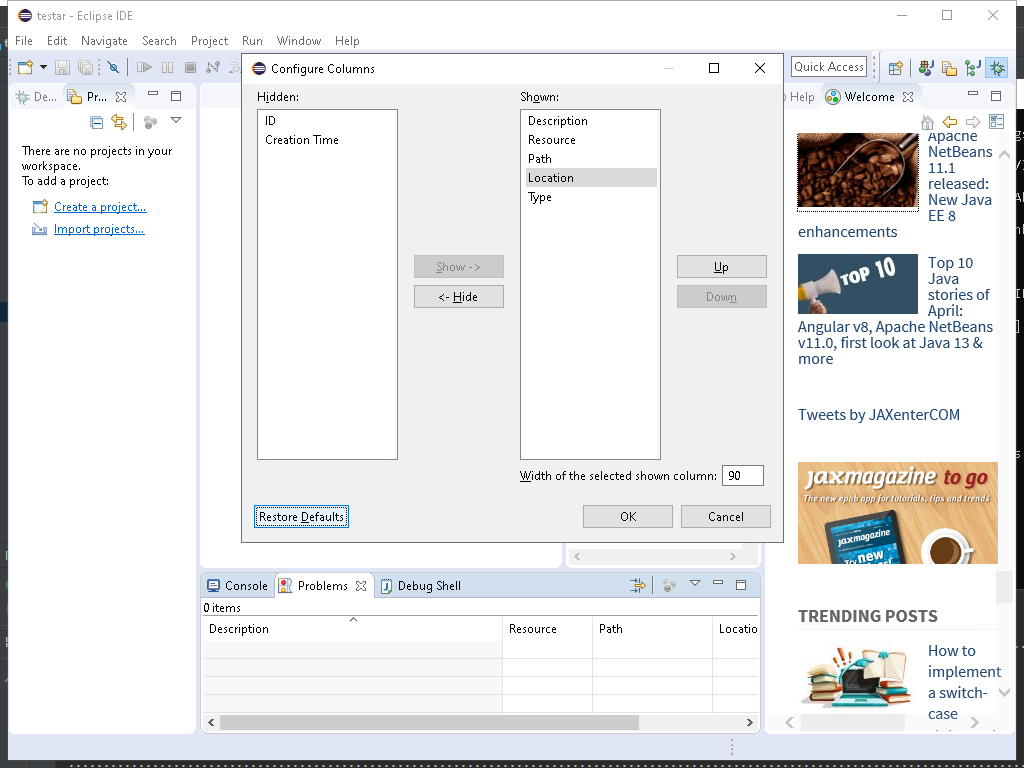 testar - Eclipse IDE
File Edit Navigate Search Project Run Window Help
Quick Access
De... Pr...
There are no projects in your
workspace.
To add a project:
Create a project...
Import projects...
Configure Columns
Hidden:
ID
Creation Time
Shown:
Description
Resource
Path
Location
Type
Show ->
<- Hide
Up
Down
Width of the selected shown column: 90
Restore Defaults
OK
Cancel
Help Welcome
Apache
NetBeans
11.1
released:
New Java
EE 8
enhancements
TOP 10
Top 10
Java
stories of
April:
Angular v8, Apache NetBeans
v11.0, first look at Java 13 &
more
Tweets by JAXenterCOM
jaxmagazine to go
The new epub app for tutorials, tips and trends
jaxmagazine
Try new
TRENDING POSTS
How to
implement
a switch-
case
Console Problems Debug Shell
0 items
Description Resource Path Locatio